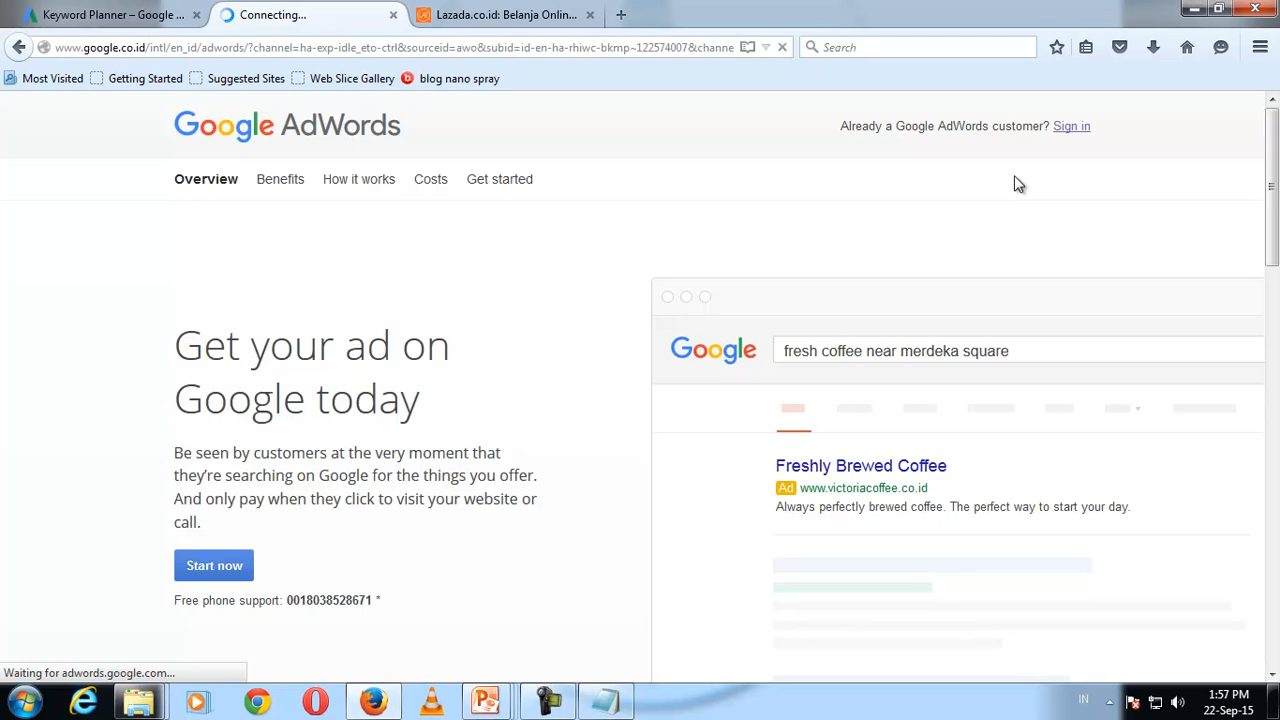 Keyword Planner – Google ...
Connecting...
Lazada.co.id: Belanja Onlin...
www.google.co.id/intl/en_id/adwords/?channel=ha-exp-idle_eto-ctrl&sourceid=awo&subid=id-en-ha-rhiwc-bkmp~122574007&channe
Search
Most Visited
Getting Started
Suggested Sites
Web Slice Gallery
blog nano spray
Google AdWords
Already a Google AdWords customer? Sign in
Overview
Benefits
How it works
Costs
Get started
Get your ad on
Google today
Be seen by customers at the very moment that
they're searching on Google for the things you offer.
And only pay when they click to visit your website or
call.
Start now
Free phone support: 0018038528671 *
Google
fresh coffee near merdeka square
Freshly Brewed Coffee
Ad www.victoriacoffee.co.id
Always perfectly brewed coffee. The perfect way to start your day.
Waiting for adwords.google.com...
IN
1:57 PM
22-Sep-15